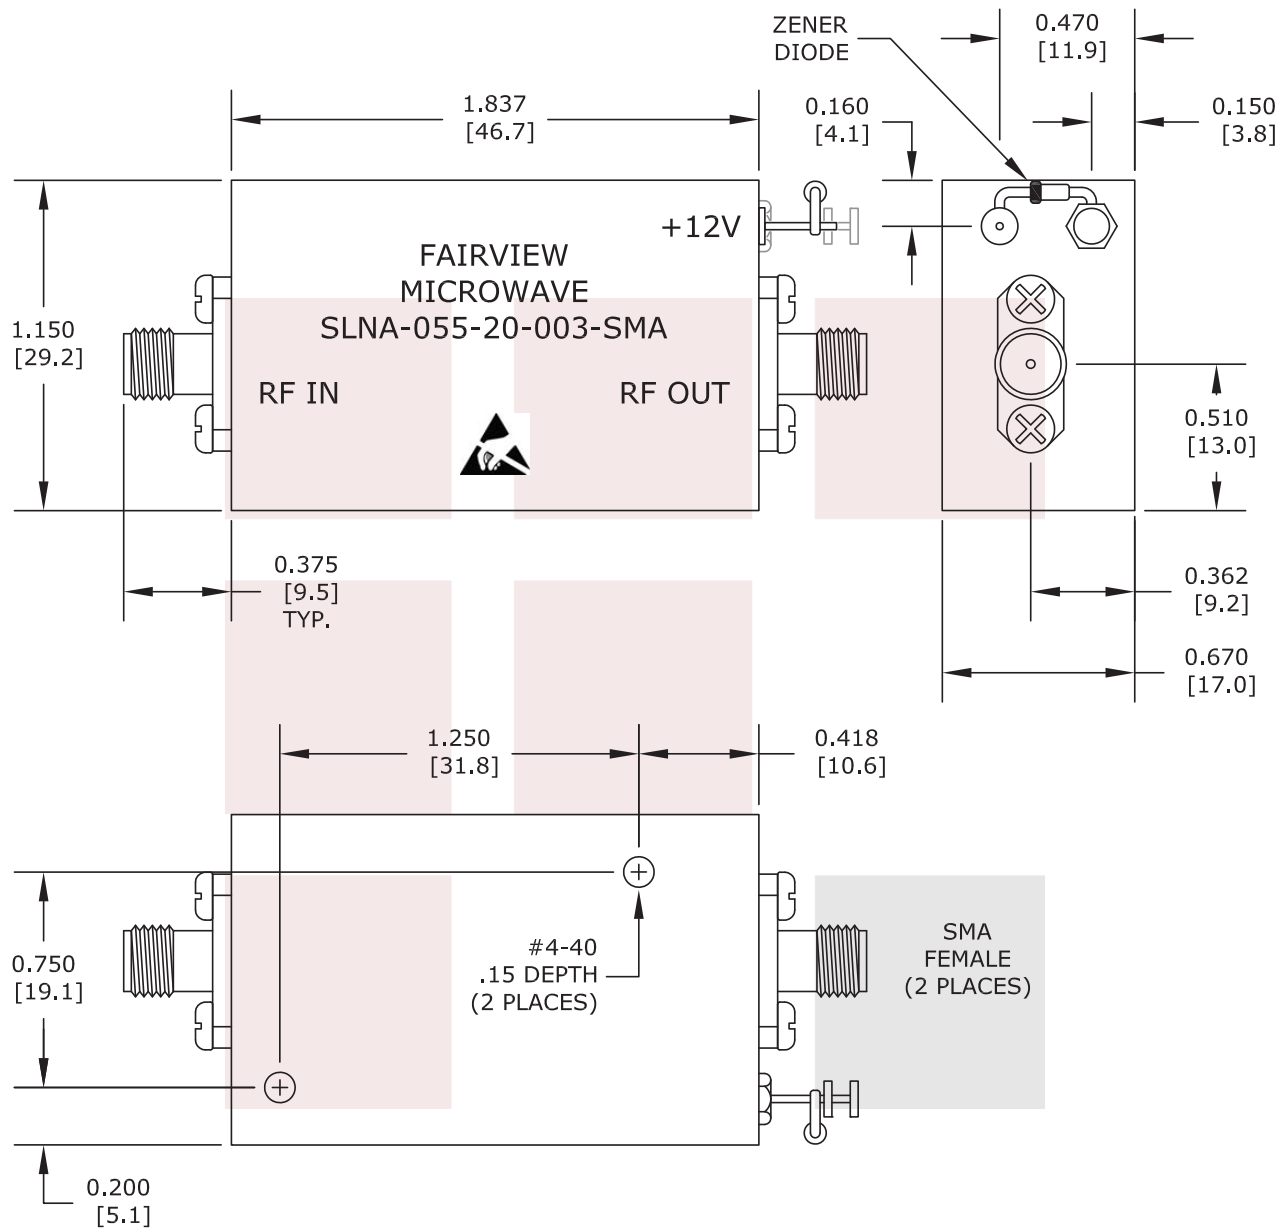 ZENER
DIODE
0.470
[11.9]
1.837
[46.7]
0.160
[4.1]
0.150
[3.8]
+12V
FAIRVIEW
MICROWAVE
SLNA-055-20-003-SMA
1.150
[29.2]
RF IN
RF OUT
0.510
[13.0]
0.375
[9.5]
TYP.
0.362
[9.2]
0.670
[17.0]
1.250
[31.8]
0.418
[10.6]
#4-40
.15 DEPTH
(2 PLACES)
SMA
FEMALE
(2 PLACES)
0.750
[19.1]
0.200
[5.1]